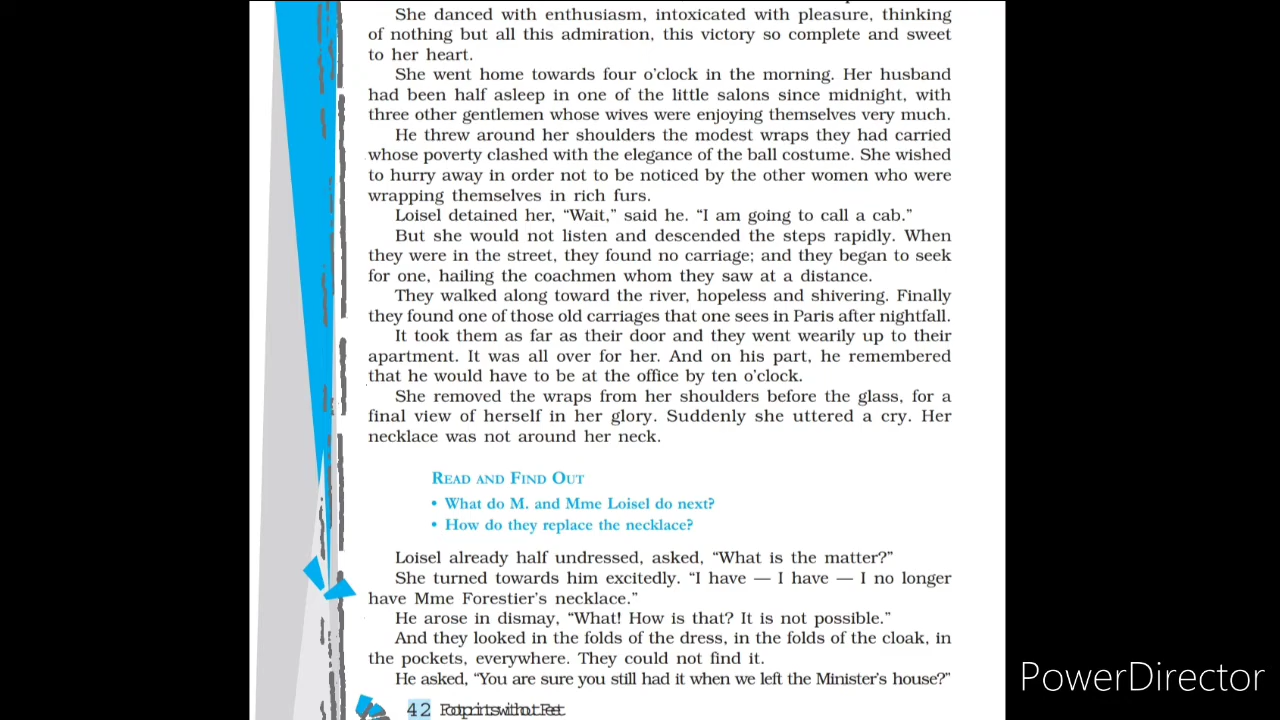 She danced with enthusiasm, intoxicated with pleasure, thinking
of nothing but all this admiration, this victory so complete and sweet
to her heart.
She went home towards four o'clock in the morning. Her husband
had been half asleep in one of the little salons since midnight, with
three other gentlemen whose wives were enjoying themselves very much.
He threw around her shoulders the modest wraps they had carried
whose poverty clashed with the elegance of the ball costume. She wished
to hurry away in order not to be noticed by the other women who were
wrapping themselves in rich furs.
Loisel detained her, “Wait,” said he. “I am going to call a cab.”
But she would not listen and descended the steps rapidly. When
they were in the street, they found no carriage; and they began to seek
for one, hailing the coachmen whom they saw at a distance.
They walked along toward the river, hopeless and shivering. Finally
they found one of those old carriages that one sees in Paris after nightfall.
It took them as far as their door and they went wearily up to their
apartment. It was all over for her. And on his part, he remembered
that he would have to be at the office by ten o'clock.
She removed the wraps from her shoulders before the glass, for a
final view of herself in her glory. Suddenly she uttered a cry. Her
necklace was not around her neck.
READ AND FIND OUT
• What do M. and Mme Loisel do next?
• How do they replace the necklace?
Loisel already half undressed, asked, “What is the matter?”
She turned towards him excitedly. “I have — I have — I no longer
have Mme Forestier's necklace.”
He arose in dismay, “What! How is that? It is not possible.”
And they looked in the folds of the dress, in the folds of the cloak, in
the pockets, everywhere. They could not find it.
He asked, “You are sure you still had it when we left the Minister's house?”
42 Footprints without Feet
PowerDirector